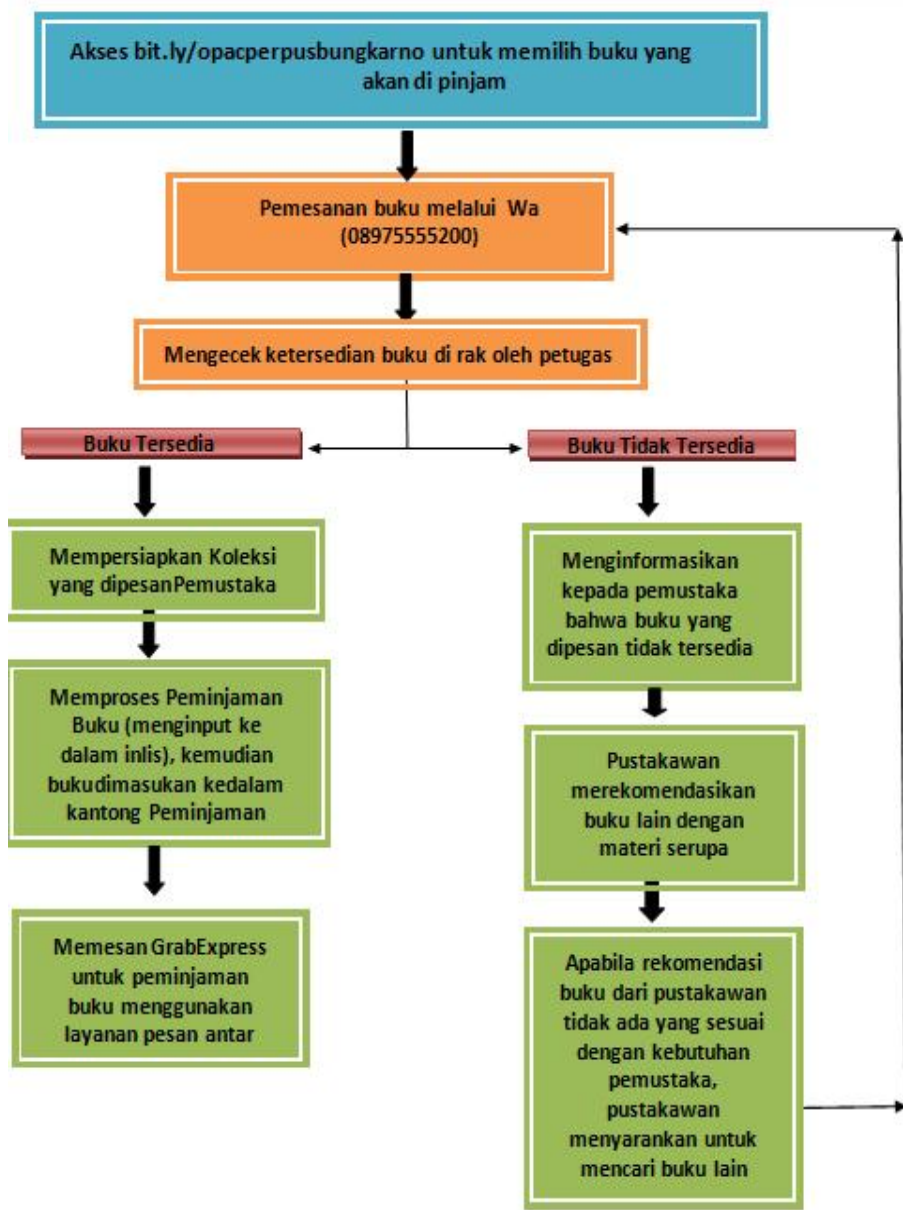 Akses bit.ly/opacperpusbungkarno untuk memilih buku yang
akan di pinjam
Pemesanan buku melalui Wa
(08975555200)
Mengecek ketersedian buku di rak oleh petugas
Buku Tersedia
Mempersiapkan Koleksi
yang dipesanPemustaka
Memproses Peminjaman
Buku (menginput ke
dalam inlis), kemudian
bukudimasukan kedalam
kantong Peminjaman
Memesan GrabExpress
untuk peminjaman
buku menggunakan
layanan pesan antar
Buku Tidak Tersedia
Menginformasikan
kepada pemustaka
bahwa buku yang
dipesan tidak tersedia
Pustakawan
merekomendasikan
buku lain dengan
materi serupa
Apabila rekomendasi
buku dari pustakawan
tidak ada yang sesuai
dengan kebutuhan
pemustaka,
pustakawan
menyarankan untuk
mencari buku lain